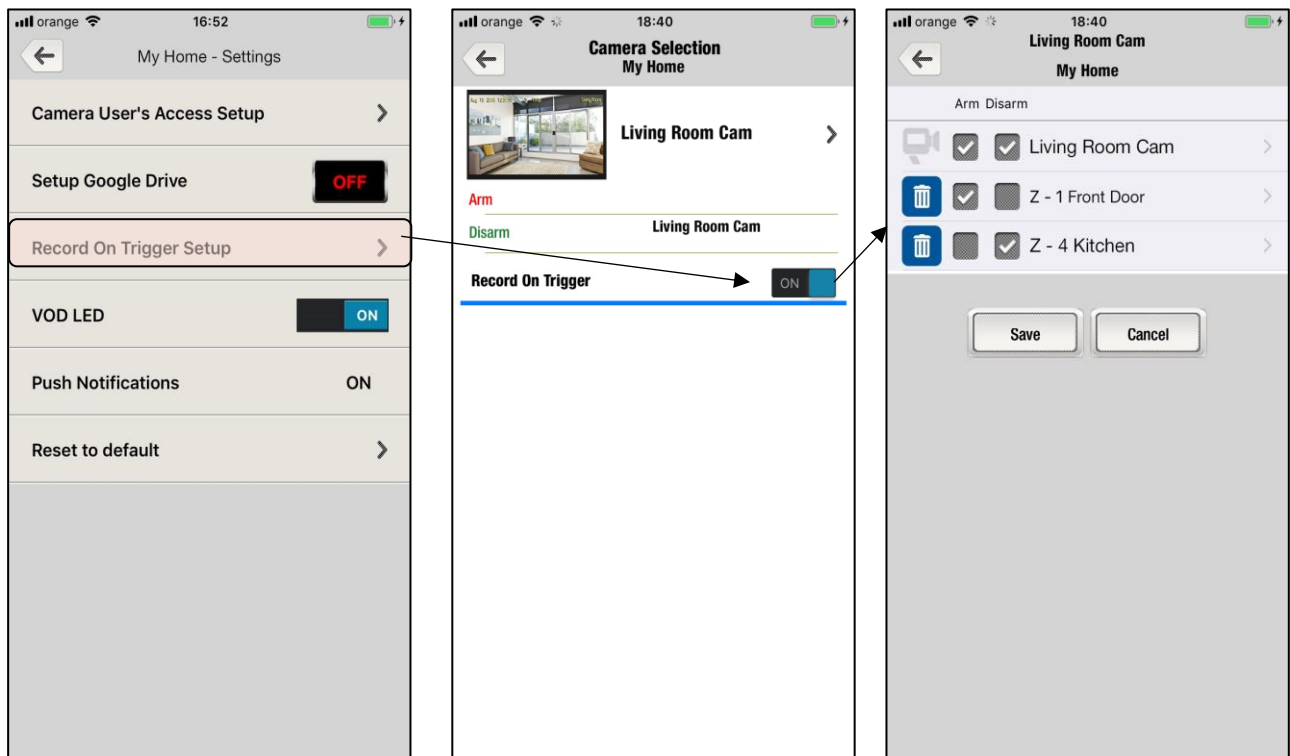 orange 16:52
My Home - Settings
Camera User's Access Setup
Setup Google Drive OFF
Record On Trigger Setup
VOD LED ON
Push Notifications ON
Reset to default
orange 18:40
Camera Selection
My Home
Living Room Cam
Arm
Disarm Living Room Cam
Record On Trigger ON
orange 18:40
Living Room Cam
My Home
Arm Disarm
Living Room Cam
Z - 1 Front Door
Z - 4 Kitchen
Save Cancel